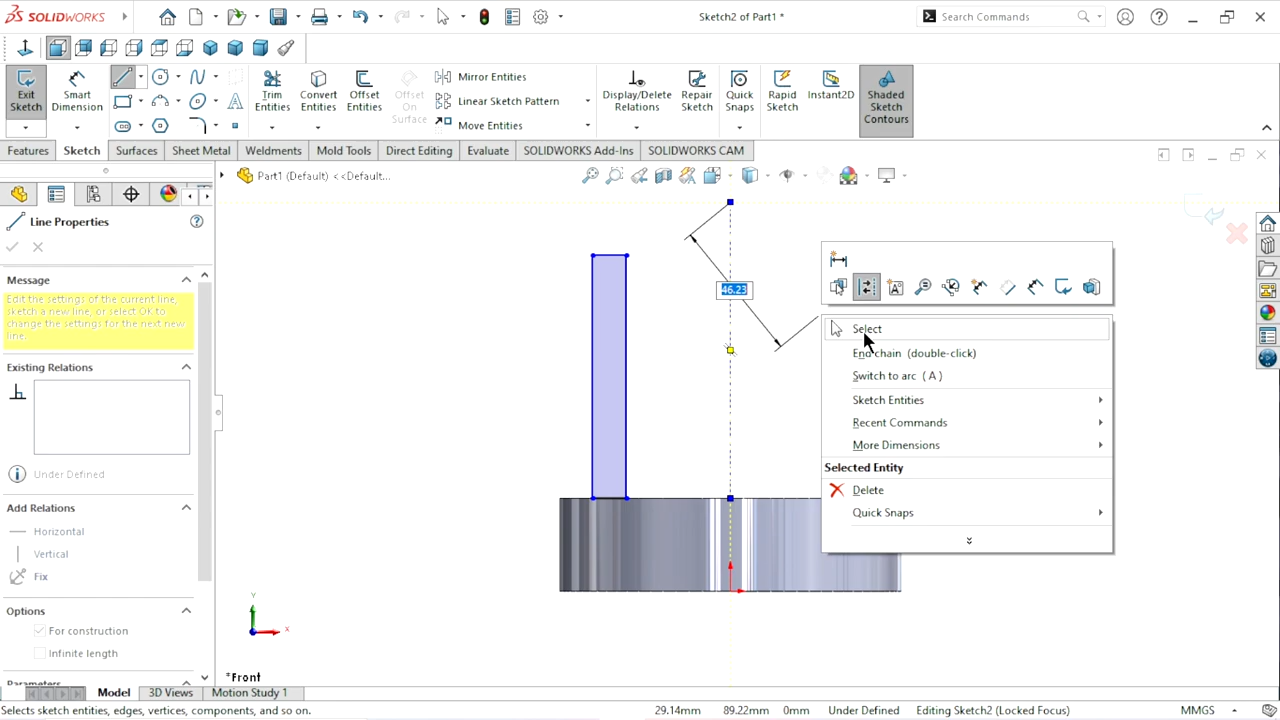 SOLIDWORKS
Sketch2 of Part1 *
Search Commands
Exit Sketch
Smart Dimension
Trim Entities
Convert Entities
Offset Entities
Offset On Surface
Mirror Entities
Linear Sketch Pattern
Move Entities
Display/Delete Relations
Repair Sketch
Quick Snaps
Rapid Sketch
Instant2D
Shaded Sketch Contours
Features
Sketch
Surfaces
Sheet Metal
Weldments
Mold Tools
Direct Editing
Evaluate
SOLIDWORKS Add-Ins
SOLIDWORKS CAM
Part1 (Default) <<Default...
Line Properties
Message
Edit the settings of the current line,
sketch a new line, or select OK to
change the settings for the next new
line.
Existing Relations
Under Defined
Add Relations
Horizontal
Vertical
Fix
Options
For construction
Infinite length
Parameters
46.23
Select
End chain (double-click)
Switch to arc ( A )
Sketch Entities
Recent Commands
More Dimensions
Selected Entity
Delete
Quick Snaps
Y
X
*Front
Model
3D Views
Motion Study 1
Selects sketch entities, edges, vertices, components, and so on.
29.14mm
89.22mm
0mm
Under Defined
Editing Sketch2 (Locked Focus)
MMGS